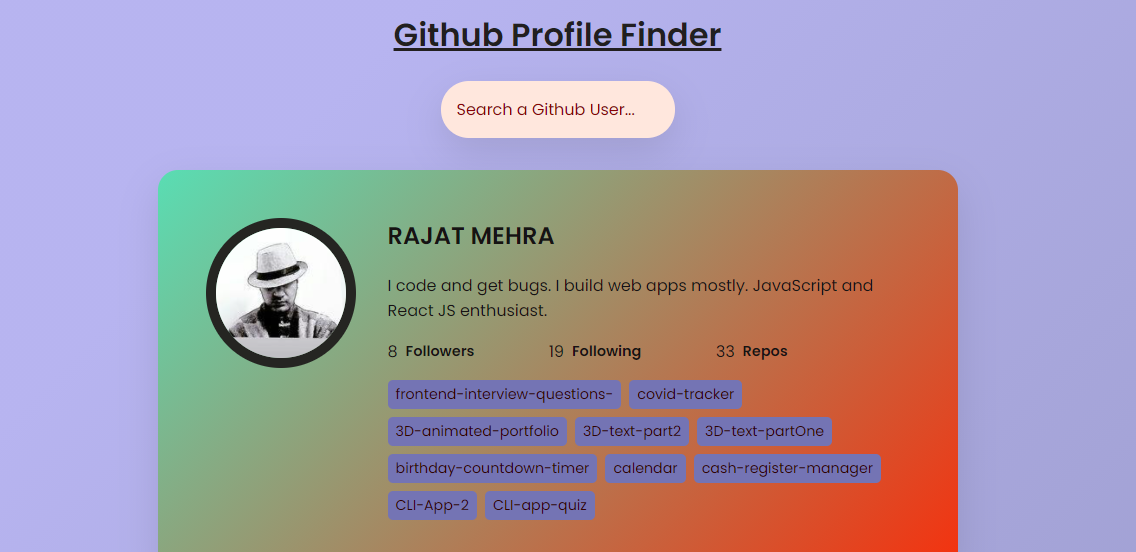 Github Profile Finder
Search a Github User...
RAJAT MEHRA
I code and get bugs. I build web apps mostly. JavaScript and
React JS enthusiast.
8 Followers 19 Following 33 Repos
frontend-interview-questions- covid-tracker
3D-animated-portfolio 3D-text-part2 3D-text-partOne
birthday-countdown-timer calendar cash-register-manager
CLI-App-2 CLI-app-quiz